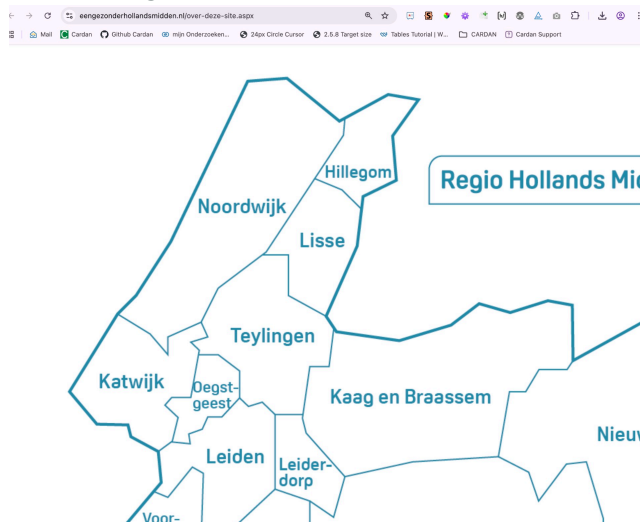 eengezonderhollandsmidden.nl/over-deze-site.aspx
Mail Cardan Github Cardan mijn Onderzoeken... 24px Circle Cursor 2.5.8 Target size Tables Tutorial | W... CARDAN Cardan Support
Hillegom
Regio Hollands Mi
Noordwijk
Lisse
Teylingen
Katwijk
Oegst-
geest
Kaag en Braassem
Nieuw
Leiden
Leider-
dorp
Voor-